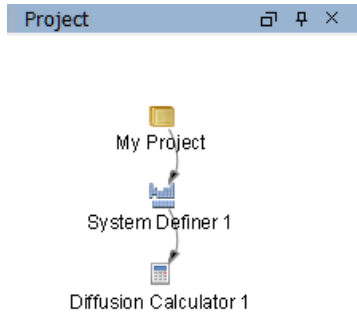 Project
My Project
System Definer 1
Diffusion Calculator 1